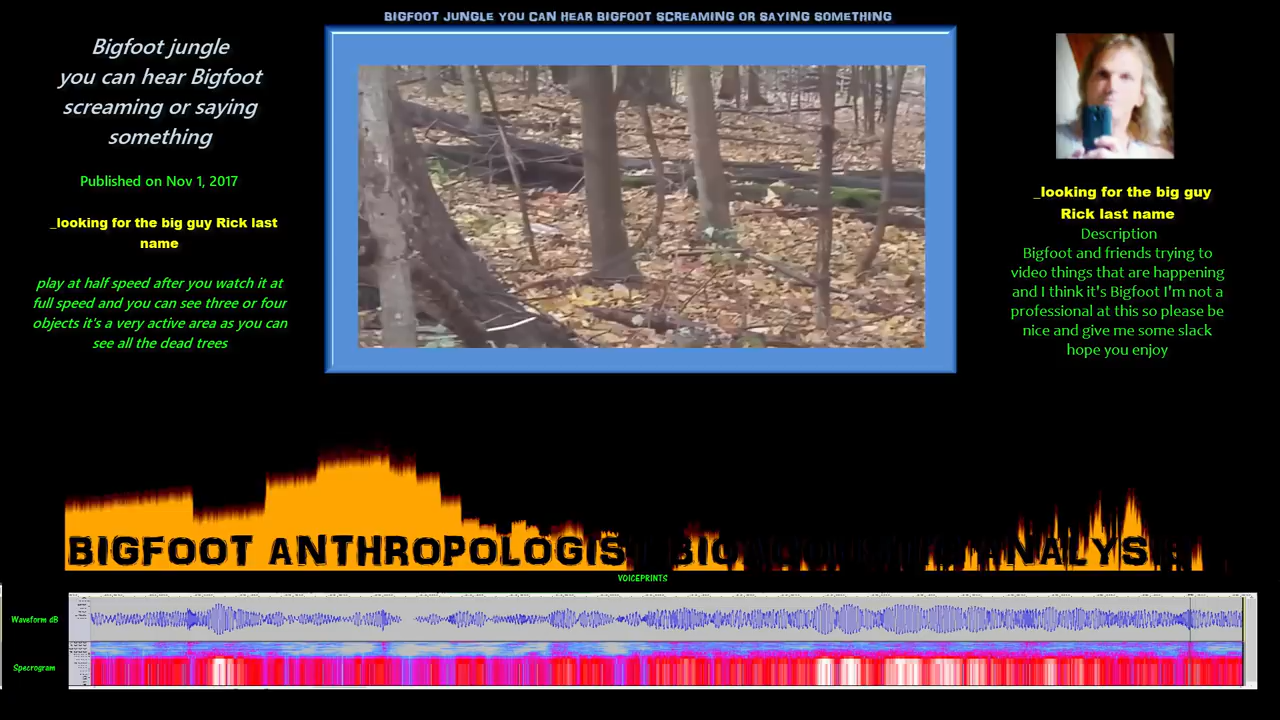 BIGFOOT JUNGLE YOU CAN HEAR BIGFOOT SCREAMING OR SAYING SOMETHING
Bigfoot jungle
you can hear Bigfoot
screaming or saying
something
Published on Nov 1, 2017
_looking for the big guy Rick last
name
play at half speed after you watch it at
full speed and you can see three or four
objects it's a very active area as you can
see all the dead trees
_looking for the big guy
Rick last name
Description
Bigfoot and friends trying to
video things that are happening
and I think it's Bigfoot I'm not a
professional at this so please be
nice and give me some slack
hope you enjoy
BIGFOOT ANTHROPOLOGIST ANALYSIS
VOICEPRINTS
Waveform dB
Specrogram